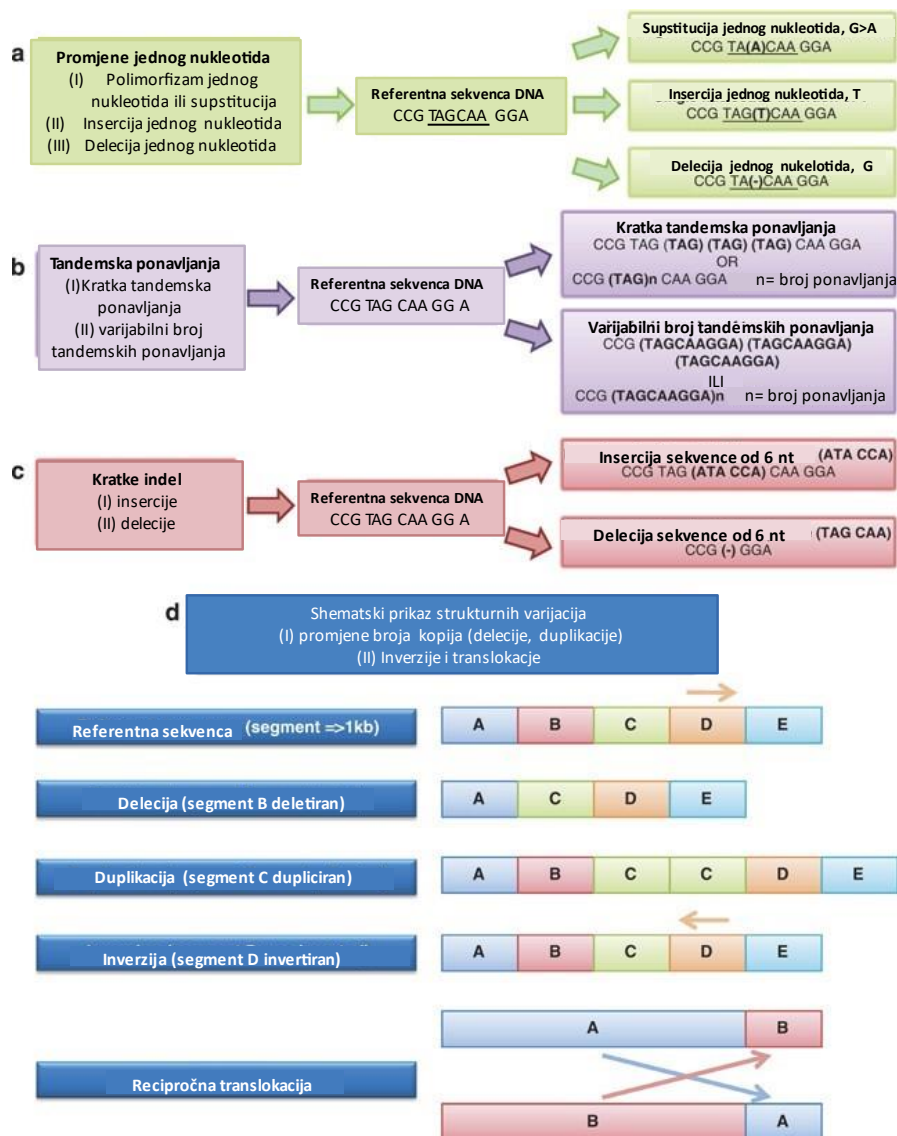 a
Promjene jednog nukleotida
(I) Polimorfizam jednog
nukleotida ili supstitucija
(II) Insercija jednog nukleotida
(III) Delecija jednog nukleotida
Referentna sekvenca DNA
CCG TAGCAA GGA
Supstitucija jednog nukleotida, G>A
CCG TA(A)CAA GGA
Insercija jednog nukleotida, T
CCG TAG(T)CAA GGA
Delecija jednog nukelotida, G
CCG TA(-)CAA GGA
b
Tandemska ponavljanja
(I)Kratka tandemska
ponavljanja
(II) varijabilni broj
tandemskih ponavljanja
Referentna sekvenca DNA
CCG TAG CAA GG A
Kratka tandemska ponavljanja
CCG TAG (TAG) (TAG) (TAG) CAA GGA
OR
CCG (TAG)n CAA GGA n= broj ponavljanja
Varijabilni broj tandemskih ponavljanja
CCG (TAGCAAGGA) (TAGCAAGGA)
(TAGCAAGGA)
ILI
CCG (TAGCAAGGA)n n= broj ponavljanja
c
Kratke indel
(I) insercije
(II) delecije
Referentna sekvenca DNA
CCG TAG CAA GG A
Insercija sekvence od 6 nt (ATA CCA)
CCG TAG (ATA CCA) CAA GGA
Delecija sekvence od 6 nt (TAG CAA)
CCG (-) GGA
d
Shematski prikaz strukturnih varijacija
(I) promjene broja kopija (delecije, duplikacije)
(II) Inverzije i translokacje
Referentna sekvenca (segment =>1kb)
A B C D E
Delecija (segment B deletiran)
A C D E
Duplikacija (segment C dupliciran)
A B C C D E
Inverzija (segment D invertiran)
A B C D E
Recipročna translokacija
A B
B A